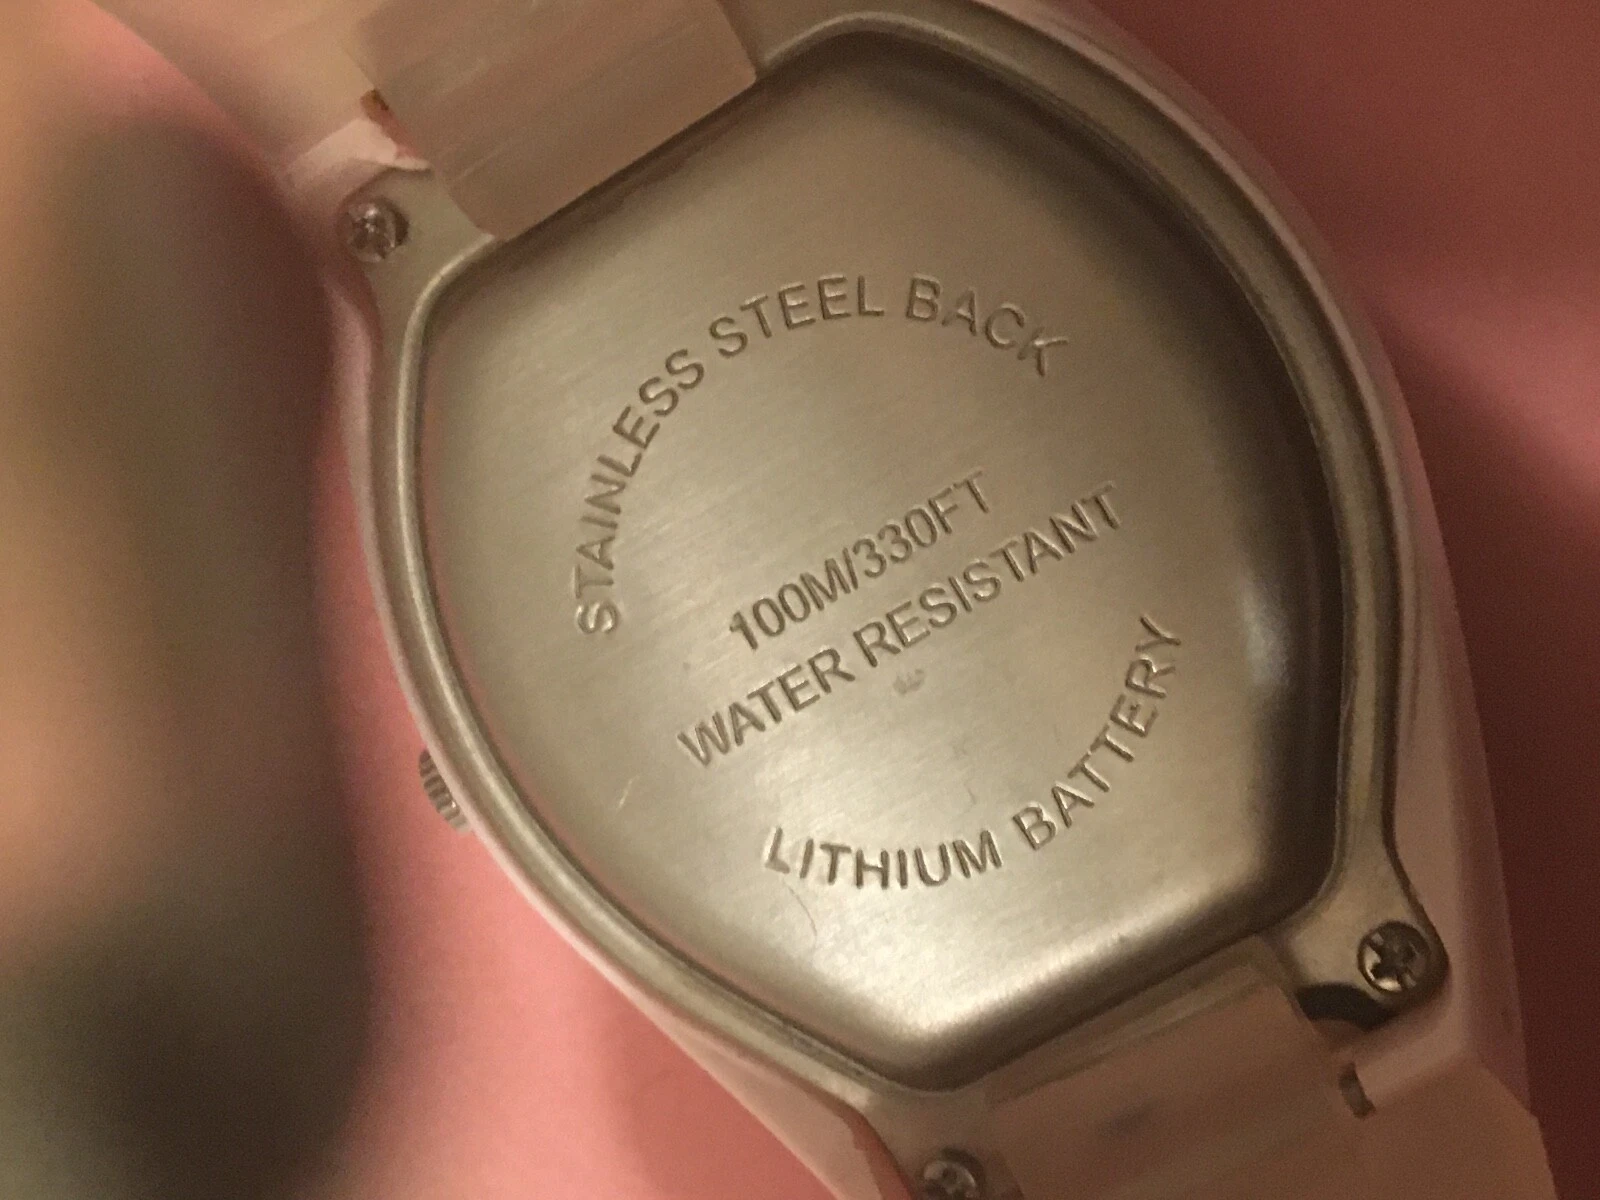 STAINLESS STEEL BACK
100M/330FT
WATER RESISTANT
LITHIUM BATTERY